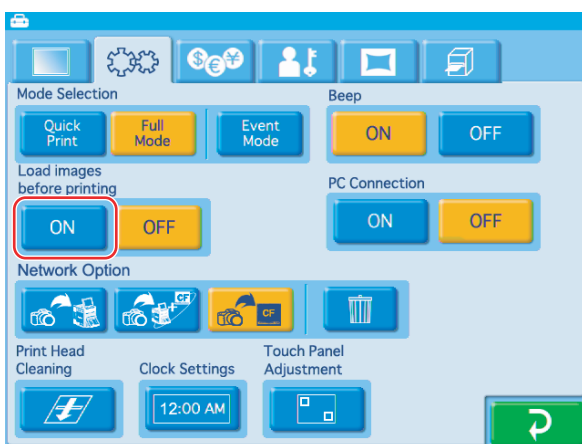 $ € ¥
Mode Selection
Beep
Quick
Print
Full
Mode
Event
Mode
ON
OFF
Load images
before printing
PC Connection
ON
OFF
ON
OFF
Network Option
CF
CF
Print Head
Cleaning
Clock Settings
Touch Panel
Adjustment
12:00 AM